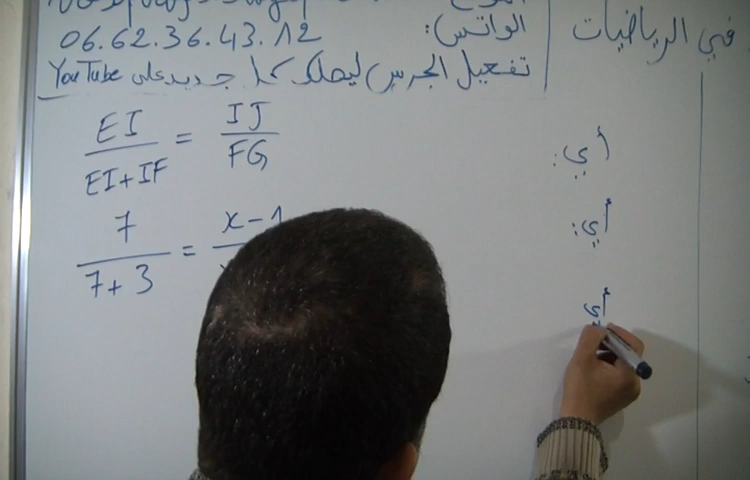 في الرياضيات
الواتس: 06.62.36.43.12
تفعيل الجرس ليصلك كل جديد على YouTube
أي: EI/(EI+IF) = IJ/FG
أي: 7/(7+3) = x-1
أي